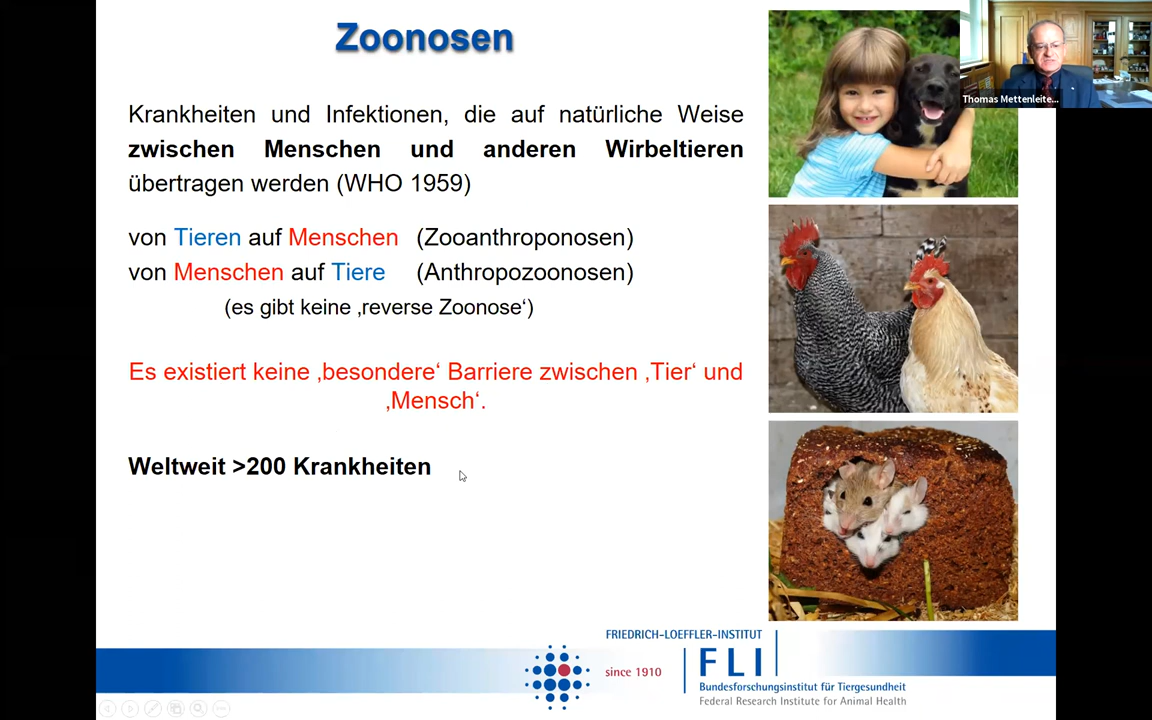 Zoonosen
Thomas Mettenleite...
Krankheiten und Infektionen, die auf natürliche Weise
zwischen Menschen und anderen Wirbeltieren
übertragen werden (WHO 1959)
von Tieren auf Menschen (Zooanthroponosen)
von Menschen auf Tiere (Anthropozoonosen)
(es gibt keine ‚reverse Zoonose‘)
Es existiert keine ‚besondere‘ Barriere zwischen ‚Tier‘ und
‚Mensch‘.
Weltweit >200 Krankheiten
FRIEDRICH-LOEFFLER-INSTITUT
since 1910
FLI
Bundesforschungsinstitut für Tiergesundheit
Federal Research Institute for Animal Health